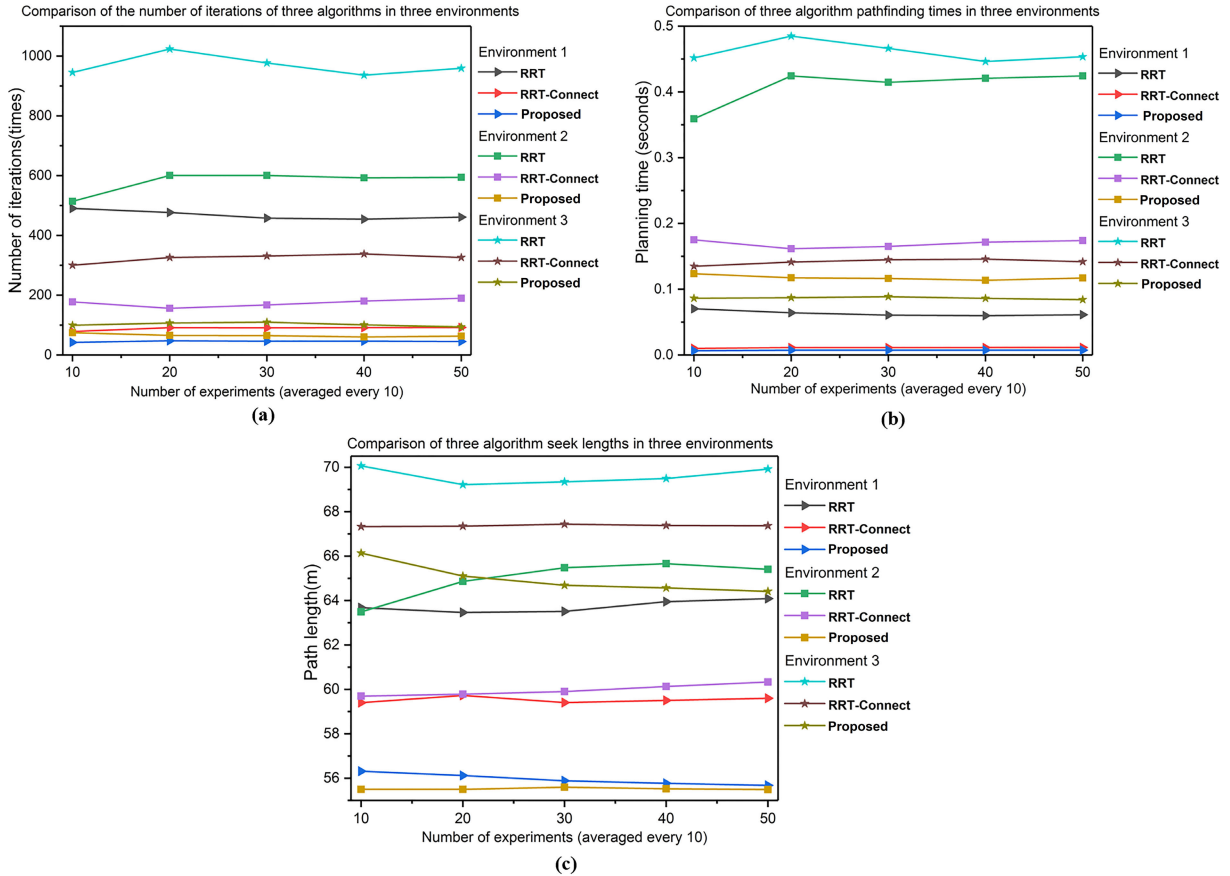 Comparison of the number of iterations of three algorithms in three environments
1000
800
600
400
200
0
Number of iterations(times)
10 20 30 40 50
Number of experiments (averaged every 10)
(a)
Environment 1
RRT
RRT-Connect
Proposed
Environment 2
RRT
RRT-Connect
Proposed
Environment 3
RRT
RRT-Connect
Proposed
Comparison of three algorithm pathfinding times in three environments
0.5
0.4
0.3
0.2
0.1
0.0
Planning time (seconds)
10 20 30 40 50
Number of experiments (averaged every 10)
(b)
Environment 1
RRT
RRT-Connect
Proposed
Environment 2
RRT
RRT-Connect
Proposed
Environment 3
RRT
RRT-Connect
Proposed
Comparison of three algorithm seek lengths in three environments
70
68
66
64
62
60
58
56
Path length(m)
10 20 30 40 50
Number of experiments (averaged every 10)
(c)
Environment 1
RRT
RRT-Connect
Proposed
Environment 2
RRT
RRT-Connect
Proposed
Environment 3
RRT
RRT-Connect
Proposed